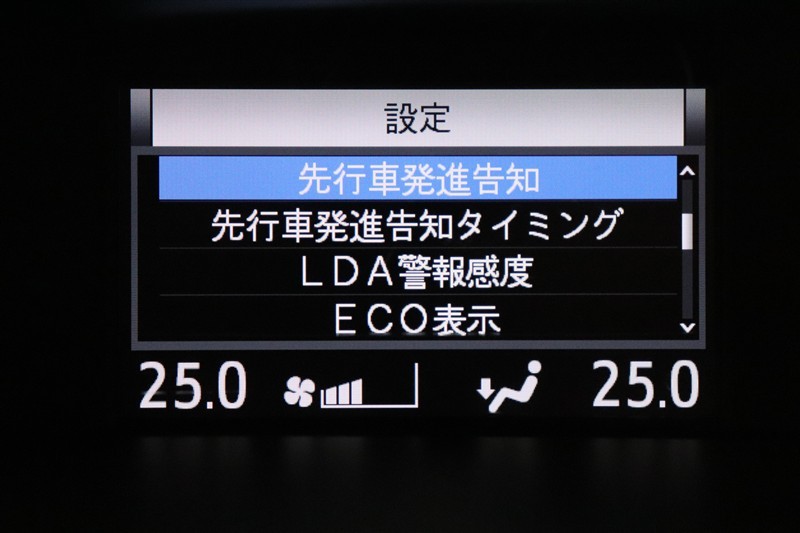 設定
先行車発進告知
先行車発進告知タイミング
ＬＤＡ警報感度
ＥＣＯ表示
25.0 25.0